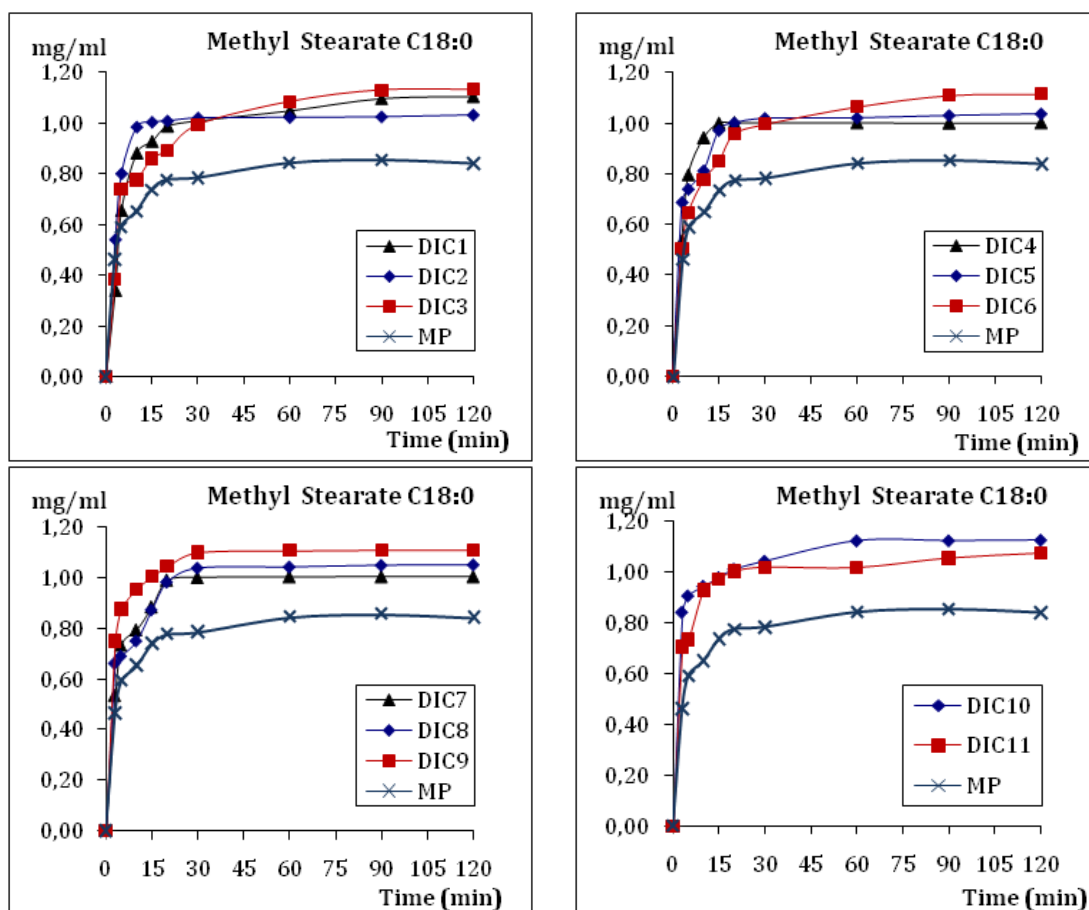 Methyl Stearate C18:0
mg/ml
1,20
1,00
0,80
0,60
0,40
0,20
0,00
DIC1
DIC2
DIC3
MP
0 15 30 45 60 75 90 105 120
Time (min)
Methyl Stearate C18:0
mg/ml
1,20
1,00
0,80
0,60
0,40
0,20
0,00
DIC4
DIC5
DIC6
MP
0 15 30 45 60 75 90 105 120
Time (min)
Methyl Stearate C18:0
mg/ml
1,20
1,00
0,80
0,60
0,40
0,20
0,00
DIC7
DIC8
DIC9
MP
0 15 30 45 60 75 90 105 120
Time (min)
Methyl Stearate C18:0
mg/ml
1,20
1,00
0,80
0,60
0,40
0,20
0,00
DIC10
DIC11
MP
0 15 30 45 60 75 90 105 120
Time (min)